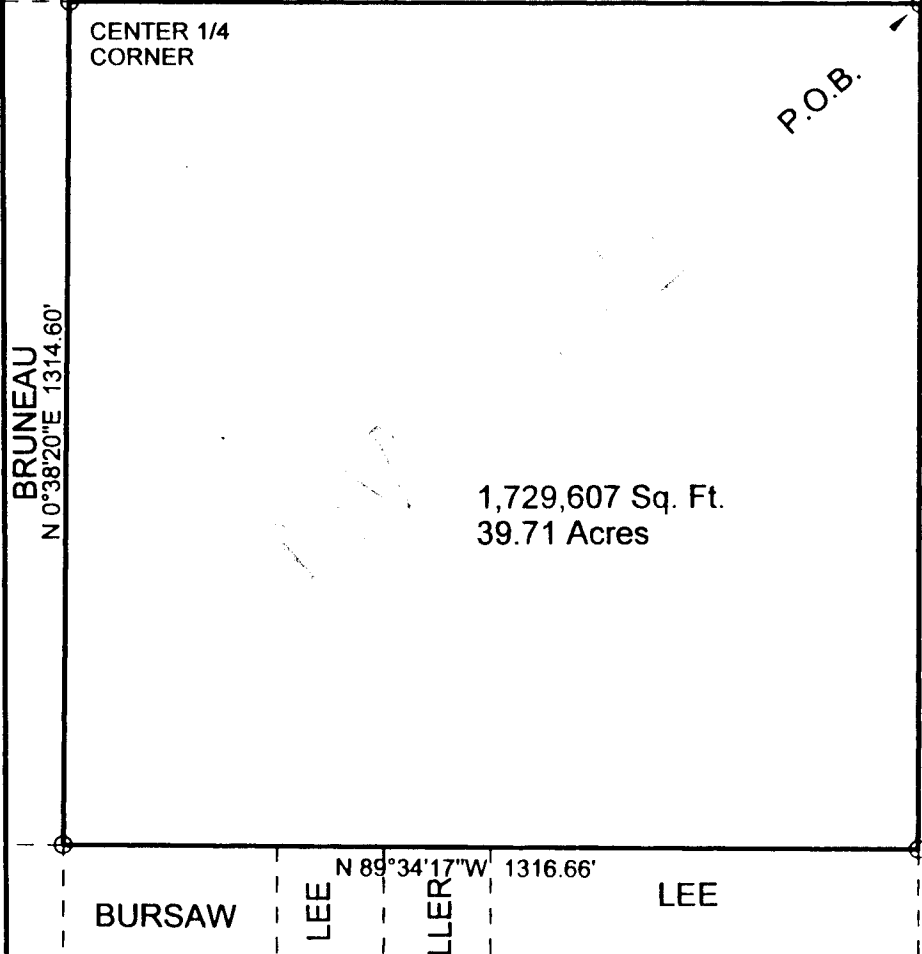 CENTER 1/4
CORNER
P.O.B.
BRUNEAU
N 0°38'20"E 1314.60'
1,729,607 Sq. Ft.
39.71 Acres
N 89°34'17"W 1316.66'
BURSAW
LEE
LLER
LEE